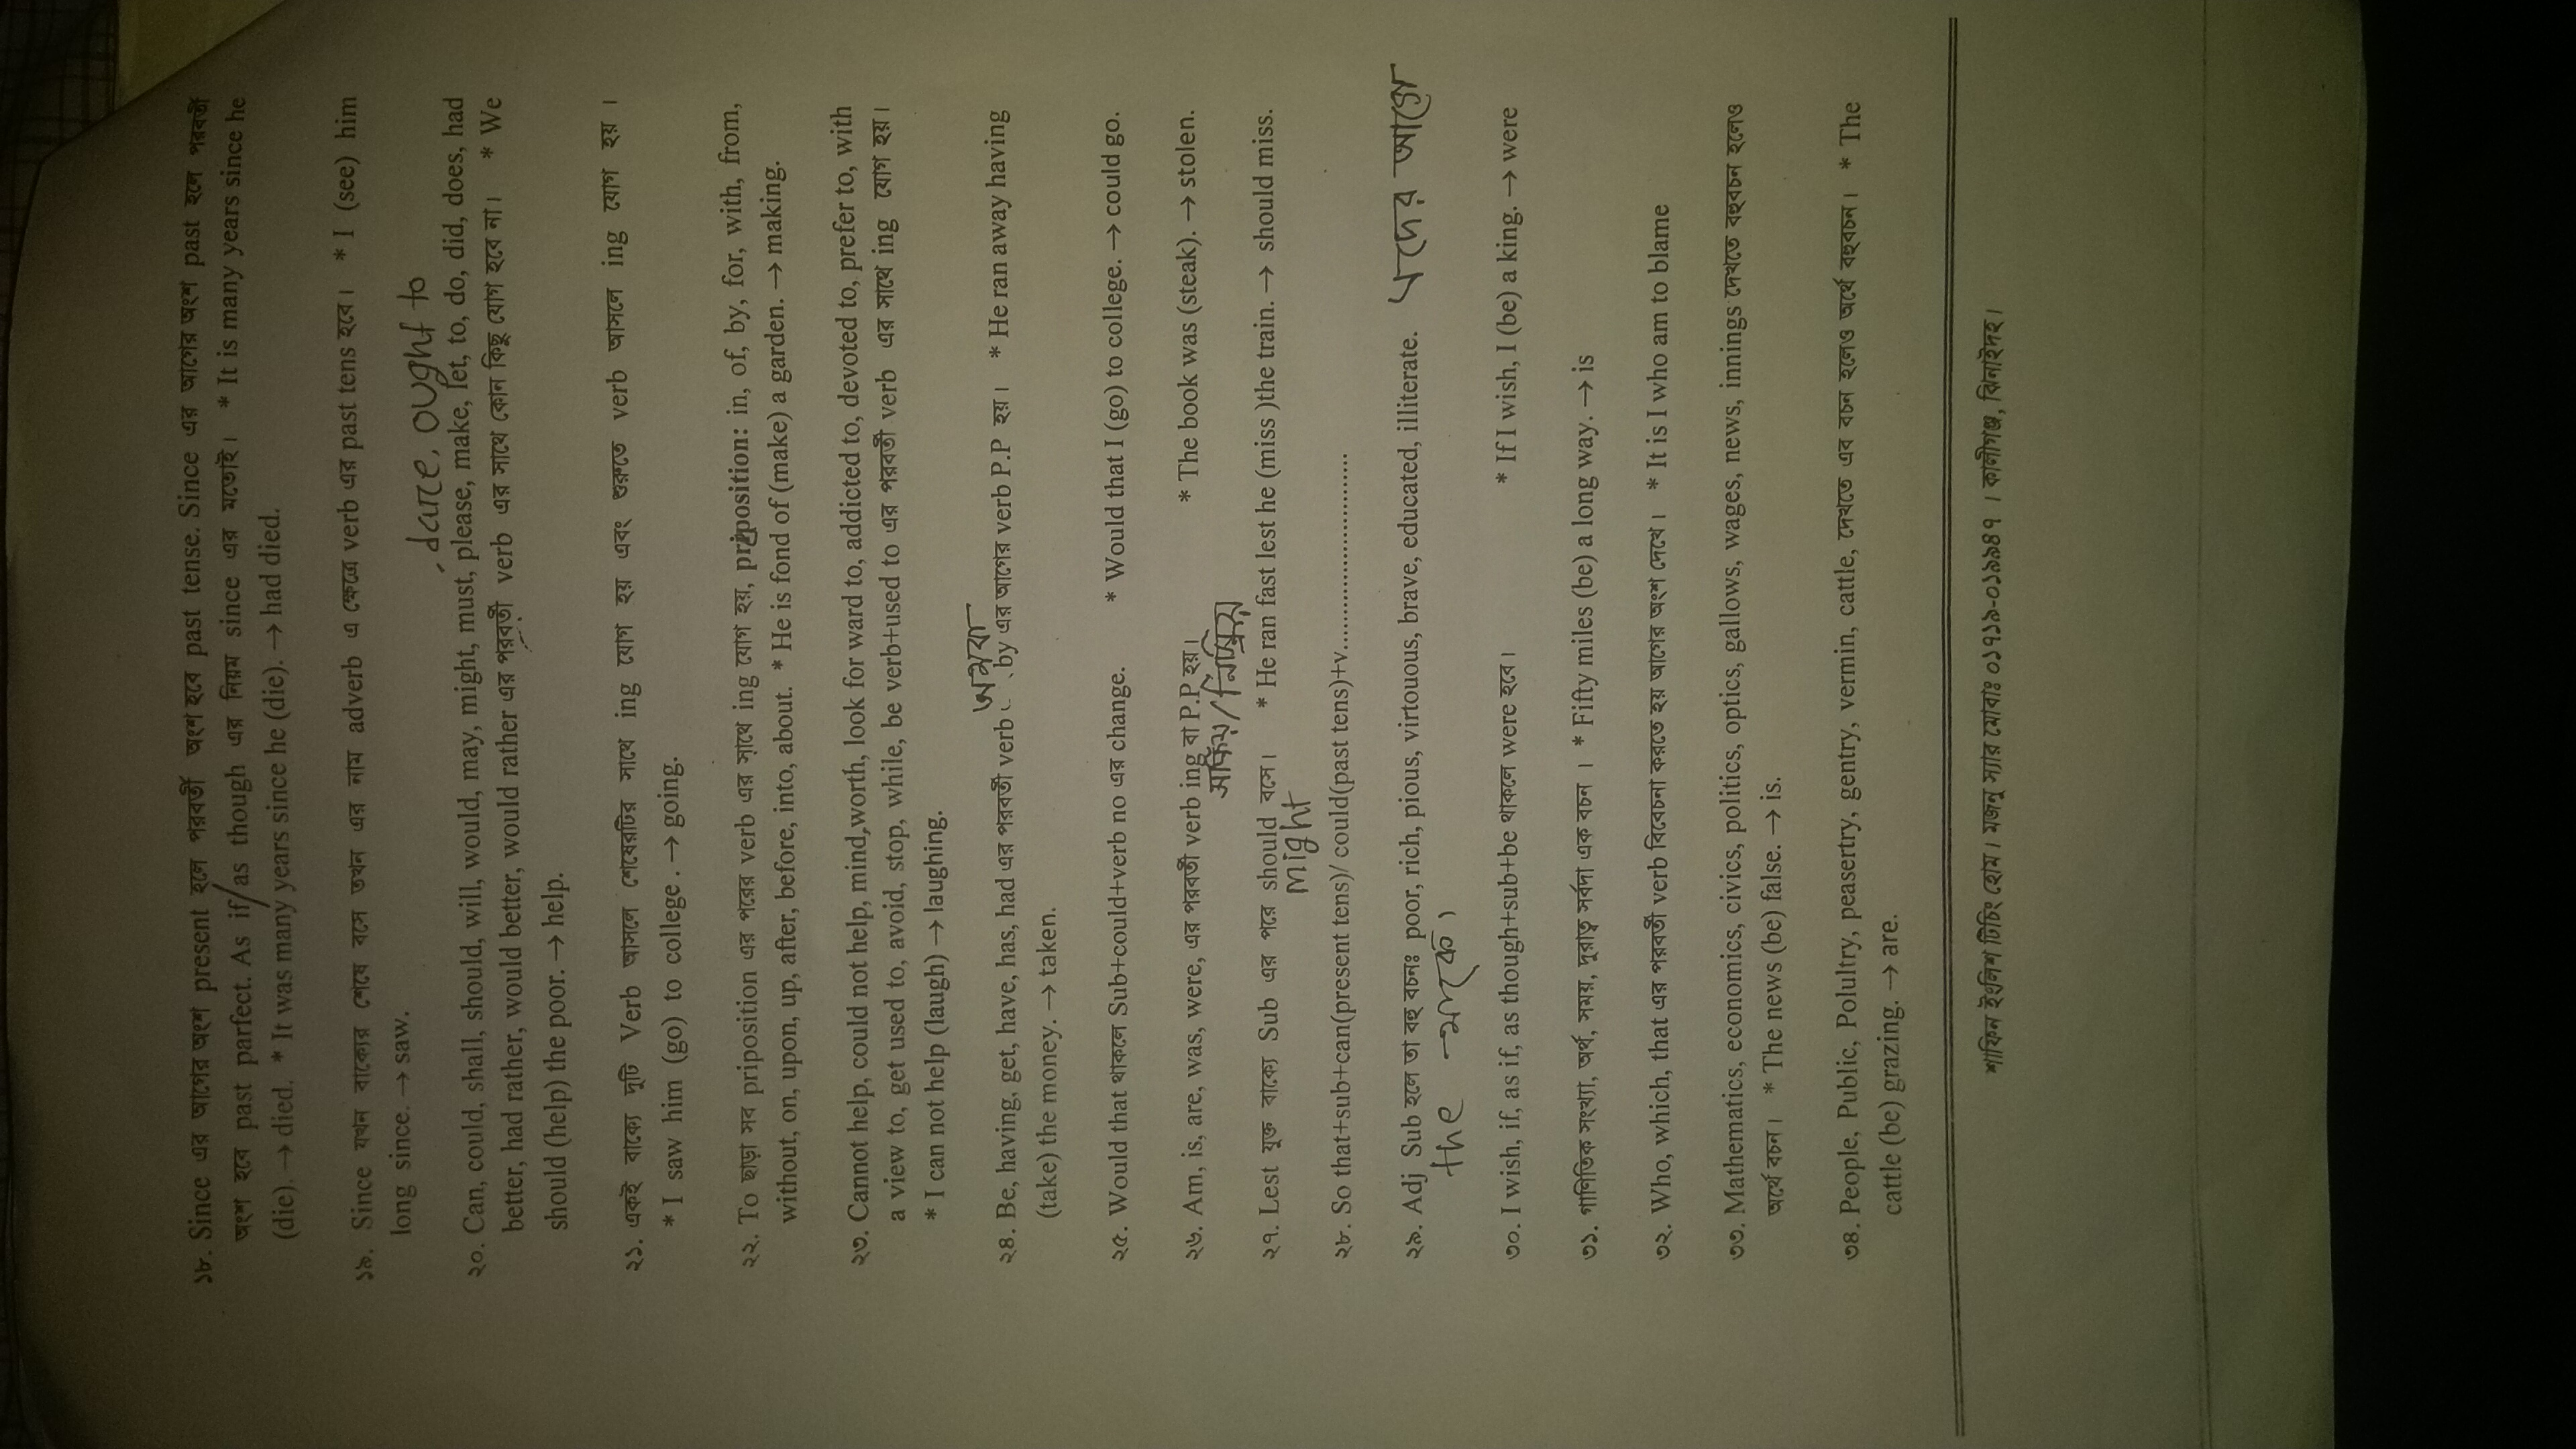 ১৮. Since এর আগের অংশ present হলে পরবর্তী অংশ হবে past tense. Since এর আগের অংশ past হলে পরবর্তী
অংশ হবে past parfect. As if/as though এর নিয়ম since এর মতোই। * It is many years since he
(die). → died. * It was many years since he (die). → had died.
১৯. Since যখন বাক্যের শেষে বসে তখন এর নাম adverb এ ক্ষেত্রে verb এর past tens হবে। * I (see) him
long since. → saw.
, dare, ought to
২০. Can, could, shall, should, will, would, may, might, must, please, make, let, to, do, did, does, had
better, had rather, would better, would rather এর পরবর্তী verb এর সাথে কোন কিছু যোগ হবে না। * We
should (help) the poor. → help.
২১. একই বাক্যে দুটি Verb আসলে শেষেরটির সাথে ing যোগ হয় এবং শুরুতে verb আসলে ing যোগ হয় ।
* I saw him (go) to college . → going.
২২. To ছাড়া সব priposition এর পরের verb এর সাথে ing যোগ হয়, preposition: in, of, by, for, with, from,
without, on, upon, up, after, before, into, about. * He is fond of (make) a garden. → making.
২৩. Cannot help, could not help, mind,worth, look for ward to, addicted to, devoted to, prefer to, with
a view to, get used to, avoid, stop, while, be verb+used to এর পরবর্তী verb এর সাথে ing যোগ হয়।
* I can not help (laugh) → laughing.
অথবা
২৪. Be, having, get, have, has, had এর পরবর্তী verb by এর আগের verb P.P হয়। * He ran away having
(take) the money. → taken.
২৫. Would that থাকলে Sub+could+verb no এর change. * Would that I (go) to college. → could go.
২৬. Am, is, are, was, were, এর পরবর্তী verb ing বা P.P হয়। * The book was (steak). → stolen.
সক্রিয়/নিষ্ক্রিয়
২৭. Lest যুক্ত বাক্যে Sub এর পরে should বসে। * He ran fast lest he (miss )the train. → should miss.
might
২৮. So that+sub+can(present tens)/ could(past tens)+v............................
২৯. Adj Sub হলে তা বহু বচনঃ poor, rich, pious, virtouous, brave, educated, illiterate. এদের আগে
the থাকে।
৩০. I wish, if, as if, as though+sub+be থাকলে were হবে। * If I wish, I (be) a king. → were
৩১. গাণিতিক সংখ্যা, অর্থ, সময়, দুরাত্ব সর্বদা এক বচন । * Fifty miles (be) a long way. → is
৩২. Who, which, that এর পরবর্তী verb বিবেচনা করতে হয় আগের অংশ দেখে। * It is I who am to blame
৩৩. Mathematics, economics, civics, politics, optics, gallows, wages, news, innings দেখতে বহুবচন হলেও
অর্থে বচন। * The news (be) false. → is.
৩৪. People, Public, Polultry, peasertry, gentry, vermin, cattle, দেখতে এব বচন হলেও অর্থে বহুবচন। * The
cattle (be) grazing. → are.
শাফিন ইংলিশ টিচিং হোম। মজনু স্যার মোবাঃ ০১৭১৯-০১৯৯৪৭ । কালীগঞ্জ, ঝিনাইদহ।